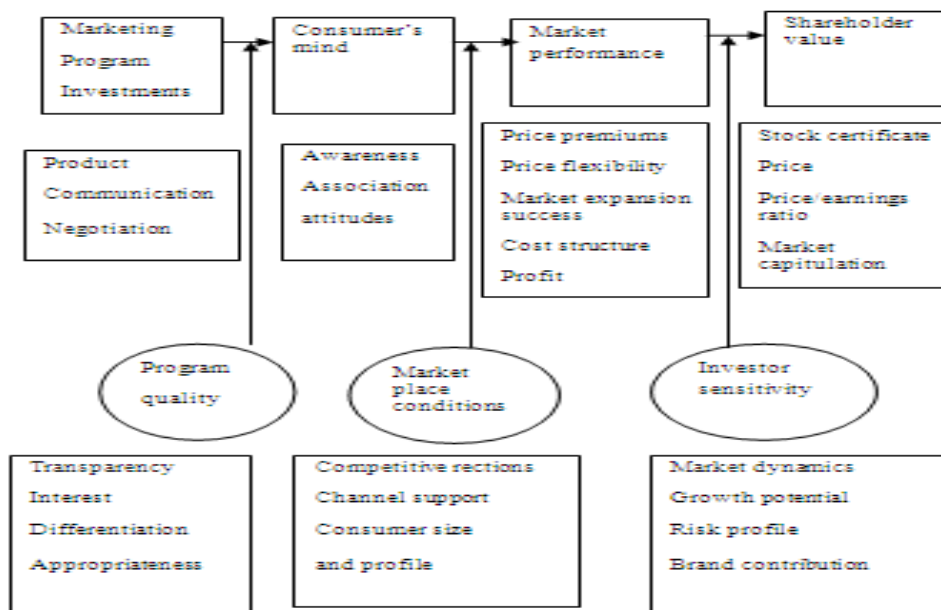 Marketing
Program
Investments
Consumer's
mind
Market
performance
Shareholder
value
Product
Communication
Negotiation
Awareness
Association
attitudes
Price premiums
Price flexibility
Market expansion
success
Cost structure
Profit
Stock certificate
Price
Price/earnings
ratio
Market
capitulation
Program
quality
Market
place
conditions
Investor
sensitivity
Transparency
Interest
Differentiation
Appropriateness
Competitive rections
Channel support
Consumer size
and profile
Market dynamics
Growth potential
Risk profile
Brand contribution